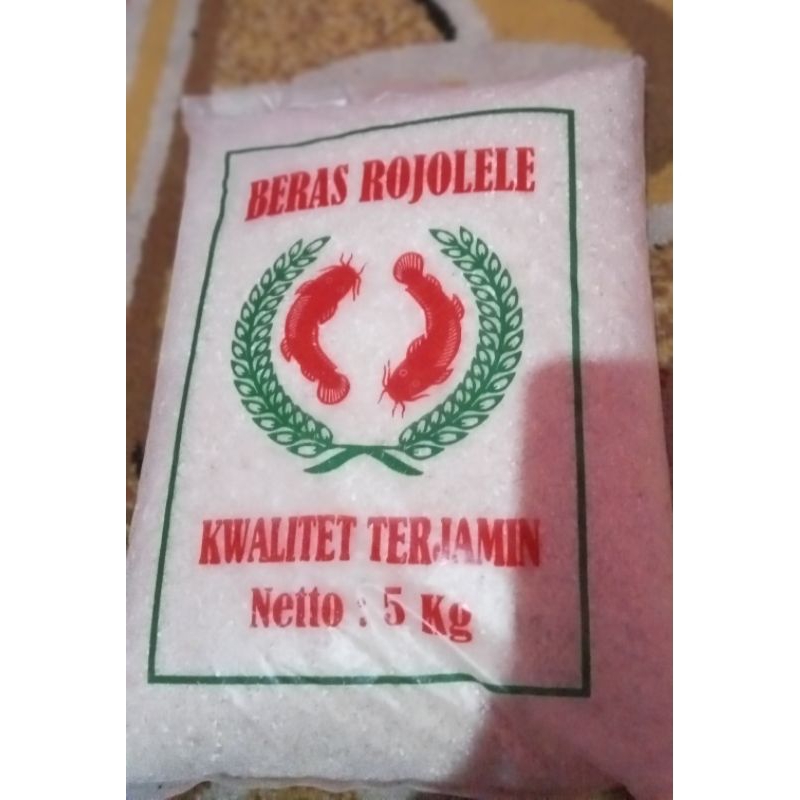 BERAS ROJOLELE
KWALITET TERJAMIN
Netto : 5 Kg